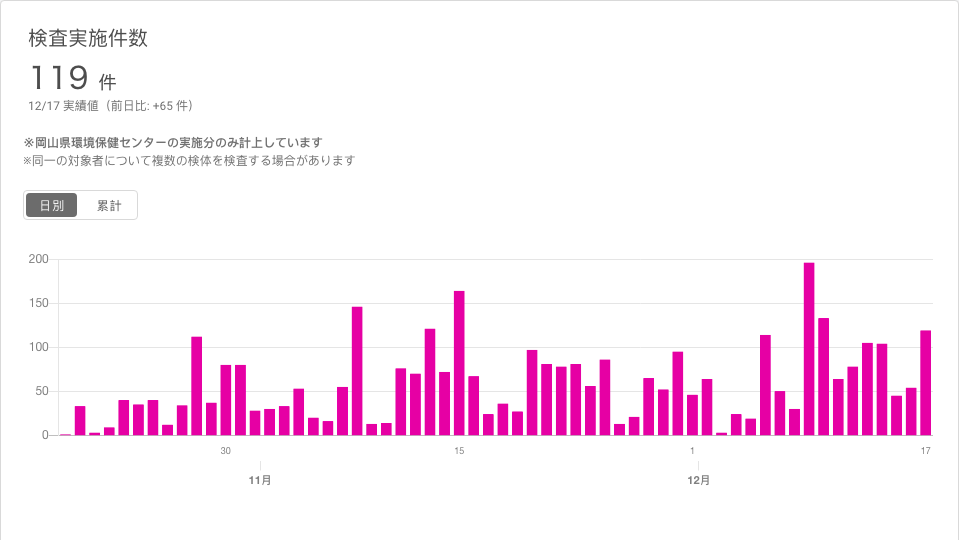 検査実施件数
119 件
12/17 実績値（前日比: +65 件）
※岡山県環境保健センターの実施分のみ計上しています
※同一の対象者について複数の検体を検査する場合があります
日別 累計
200
150
100
50
0
30 15 1 17
11月 12月